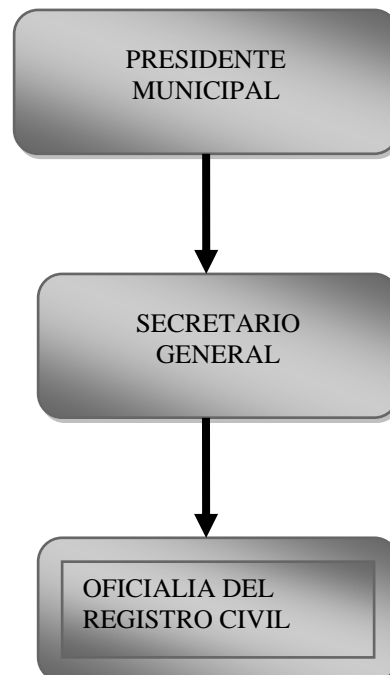 PRESIDENTE
MUNICIPAL
SECRETARIO
GENERAL
OFICIALIA DEL
REGISTRO CIVIL